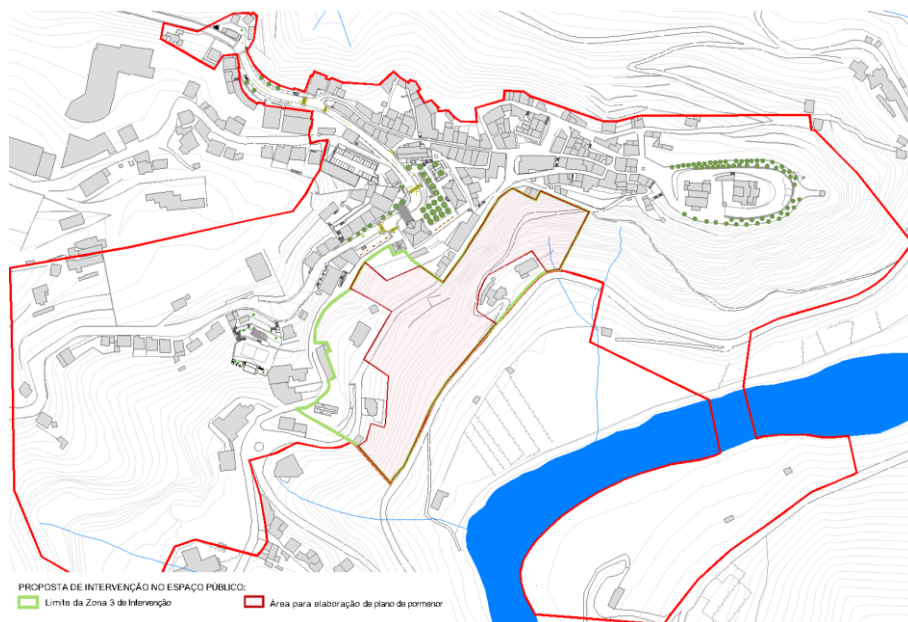 PROPOSTA DE INTERVENÇÃO NO ESPAÇO PÚBLICO:
Limite da Zona 3 de Intervenção
Área para elaboração de plano de pormenor